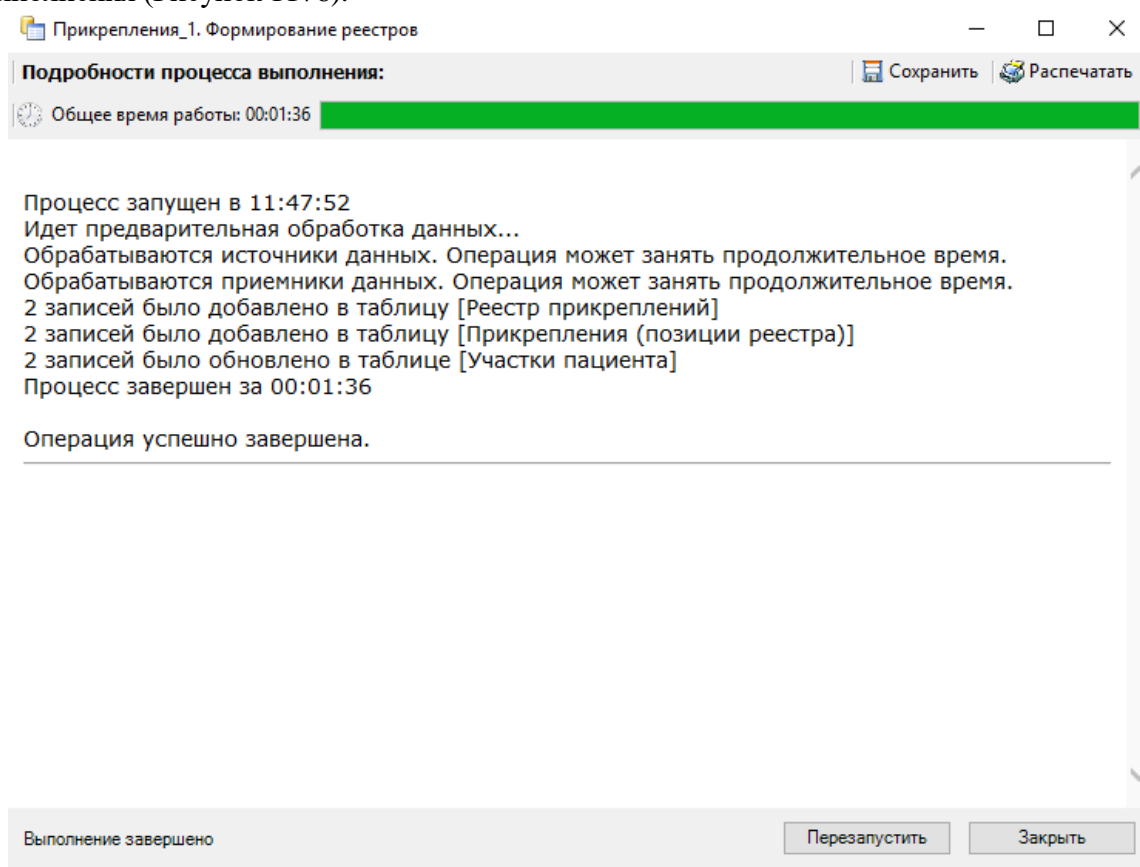 Прикрепления_1. Формирование реестров
Подробности процесса выполнения:
Сохранить
Распечатать
Общее время работы: 00:01:36
Процесс запущен в 11:47:52
Идет предварительная обработка данных...
Обрабатываются источники данных. Операция может занять продолжительное время.
Обрабатываются приемники данных. Операция может занять продолжительное время.
2 записей было добавлено в таблицу [Реестр прикреплений]
2 записей было добавлено в таблицу [Прикрепления (позиции реестра)]
2 записей было обновлено в таблице [Участки пациента]
Процесс завершен за 00:01:36
Операция успешно завершена.
Выполнение завершено
Перезапустить
Закрыть